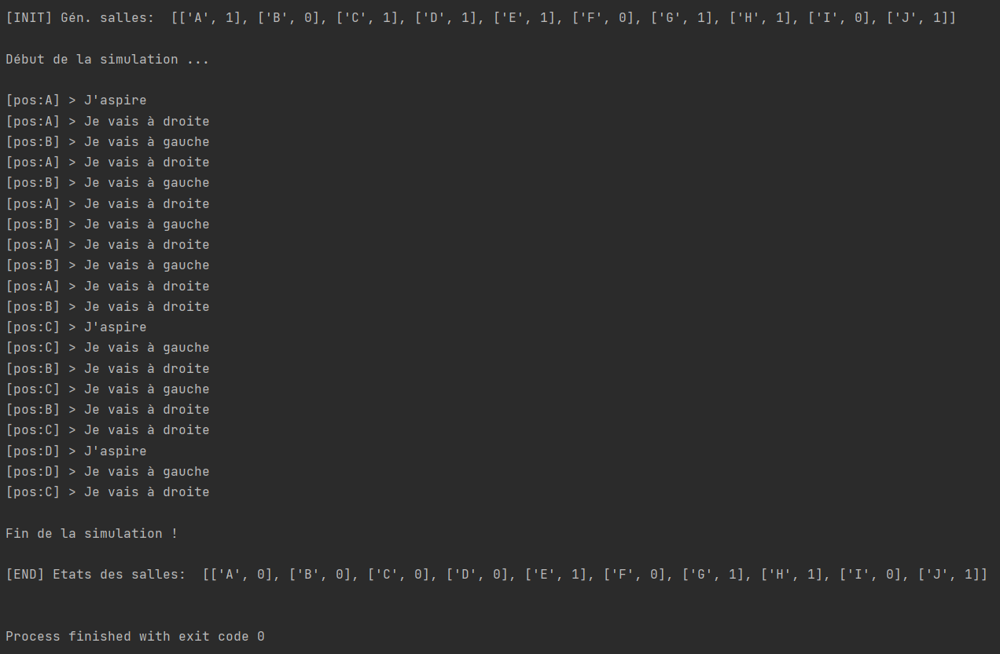 [INIT] Gén. salles:  [['A', 1], ['B', 0], ['C', 1], ['D', 1], ['E', 1], ['F', 0], ['G', 1], ['H', 1], ['I', 0], ['J', 1]]
Début de la simulation ...
[pos:A] > J'aspire
[pos:A] > Je vais à droite
[pos:B] > Je vais à gauche
[pos:A] > Je vais à droite
[pos:B] > Je vais à gauche
[pos:A] > Je vais à droite
[pos:B] > Je vais à gauche
[pos:A] > Je vais à droite
[pos:B] > Je vais à gauche
[pos:A] > Je vais à droite
[pos:B] > Je vais à droite
[pos:C] > J'aspire
[pos:C] > Je vais à gauche
[pos:B] > Je vais à droite
[pos:C] > Je vais à gauche
[pos:B] > Je vais à droite
[pos:C] > Je vais à droite
[pos:D] > J'aspire
[pos:D] > Je vais à gauche
[pos:C] > Je vais à droite
Fin de la simulation !
[END] Etats des salles:  [['A', 0], ['B', 0], ['C', 0], ['D', 0], ['E', 1], ['F', 0], ['G', 1], ['H', 1], ['I', 0], ['J', 1]]
Process finished with exit code 0